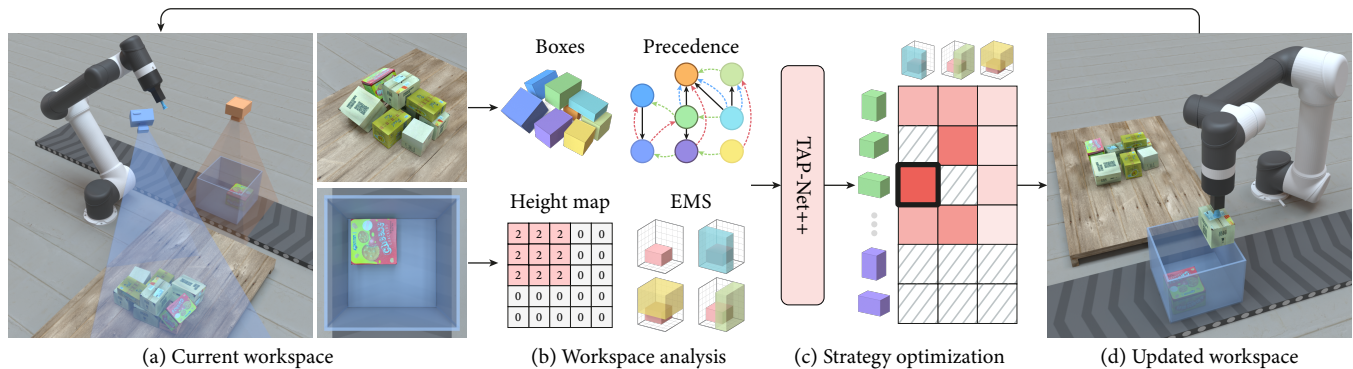 Boxes
Precedence
Height map
EMS
2 2 2 0 0
2 2 2 0 0
2 2 2 0 0
0 0 0 0 0
0 0 0 0 0
TAP-Net++
(a) Current workspace
(b) Workspace analysis
(c) Strategy optimization
(d) Updated workspace